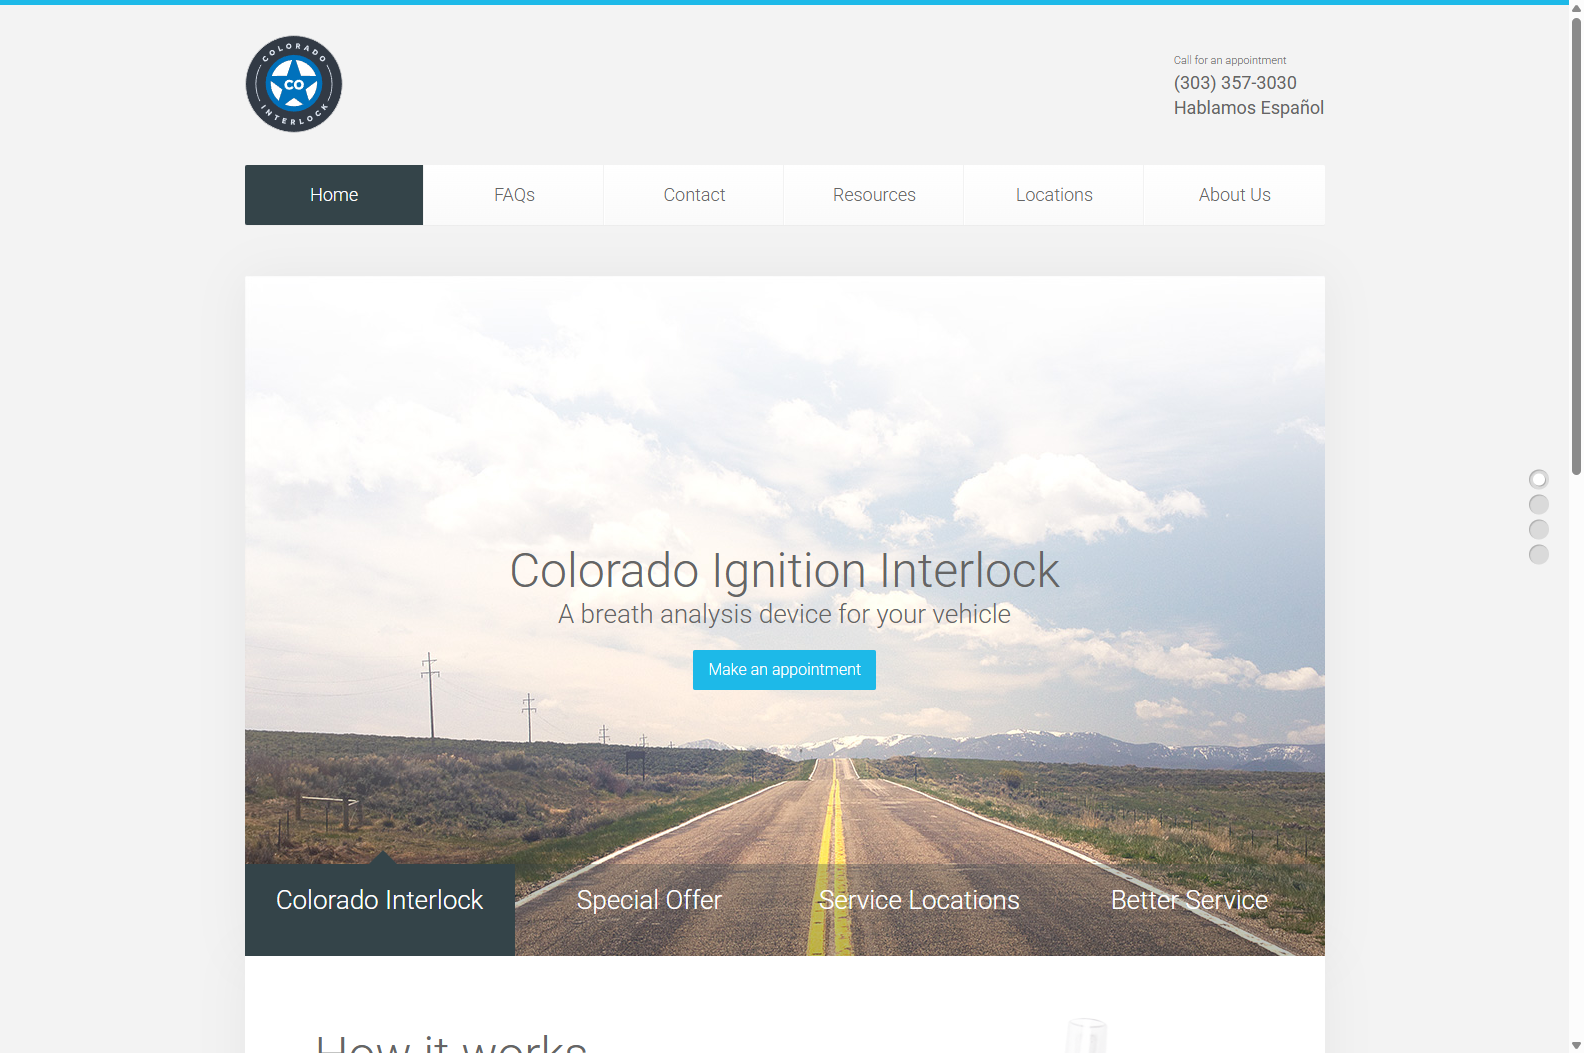 COLORADO
CO
INTERLOCK
Call for an appointment
(303) 357-3030
Hablamos Español
Home
FAQs
Contact
Resources
Locations
About Us
Colorado Ignition Interlock
A breath analysis device for your vehicle
Make an appointment
Colorado Interlock
Special Offer
Service Locations
Better Service
How it works